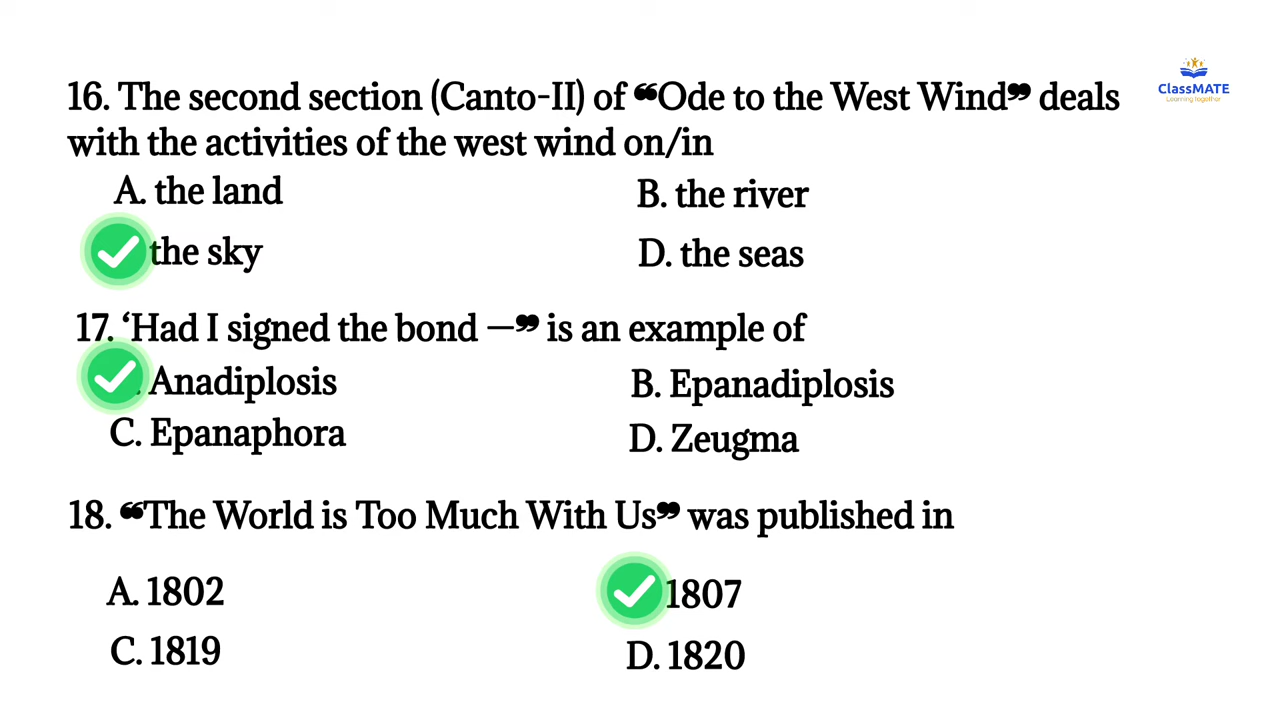 16. The second section (Canto-II) of ❝Ode to the West Wind❞ deals
with the activities of the west wind on/in
ClassMATE
Learning together
A. the land
B. the river
the sky
D. the seas
17. ‘Had I signed the bond —❞ is an example of
Anadiplosis
B. Epanadiplosis
C. Epanaphora
D. Zeugma
18. ❝The World is Too Much With Us❞ was published in
A. 1802
1807
C. 1819
D. 1820